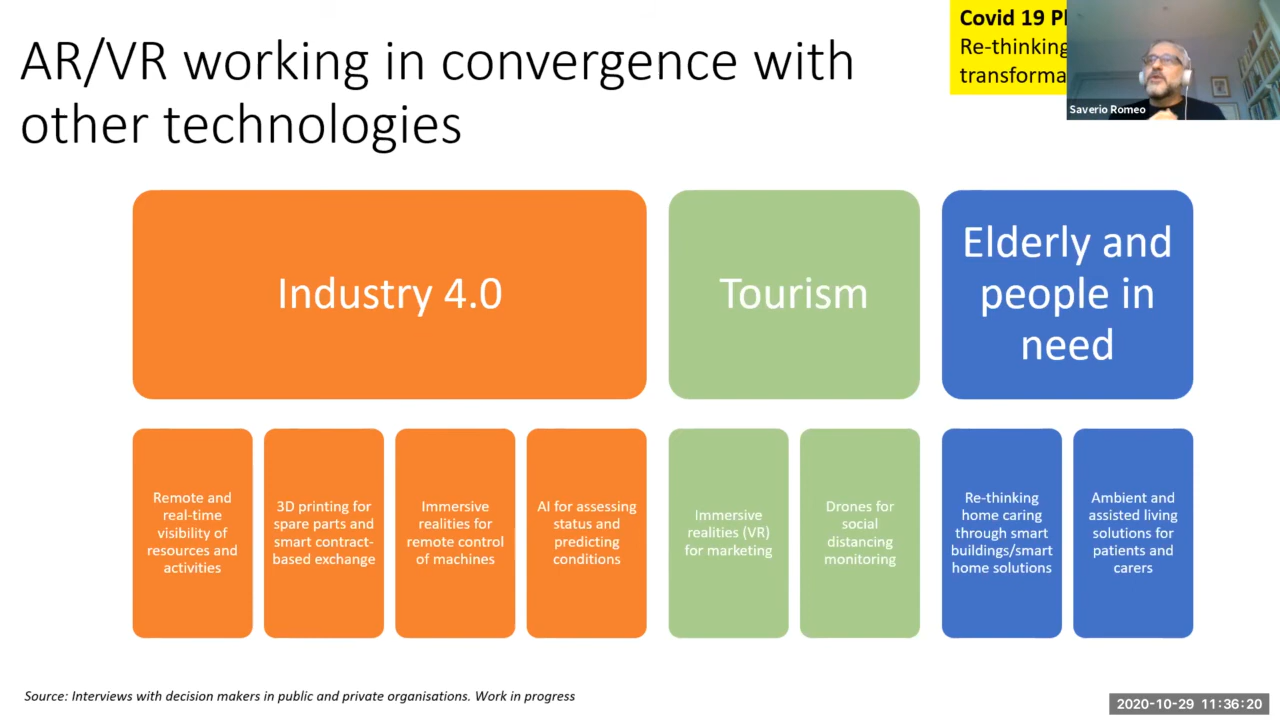 AR/VR working in convergence with
other technologies
Covid 19
Re-thinking
Saverio Romeo
Industry 4.0
Tourism
Elderly and
people in
need
Remote and
real-time
visibility of
resources and
activities
3D printing for
spare parts and
smart contract-
based exchange
Immersive
realities for
remote control
of machines
AI for assessing
status and
predicting
conditions
Immersive
realities (VR)
for marketing
Drones for
social
distancing
monitoring
Re-thinking
home caring
through smart
buildings/smart
home solutions
Ambient and
assisted living
solutions for
patients and
carers
Source: Interviews with decision makers in public and private organisations. Work in progress
2020-10-29 11:36:20